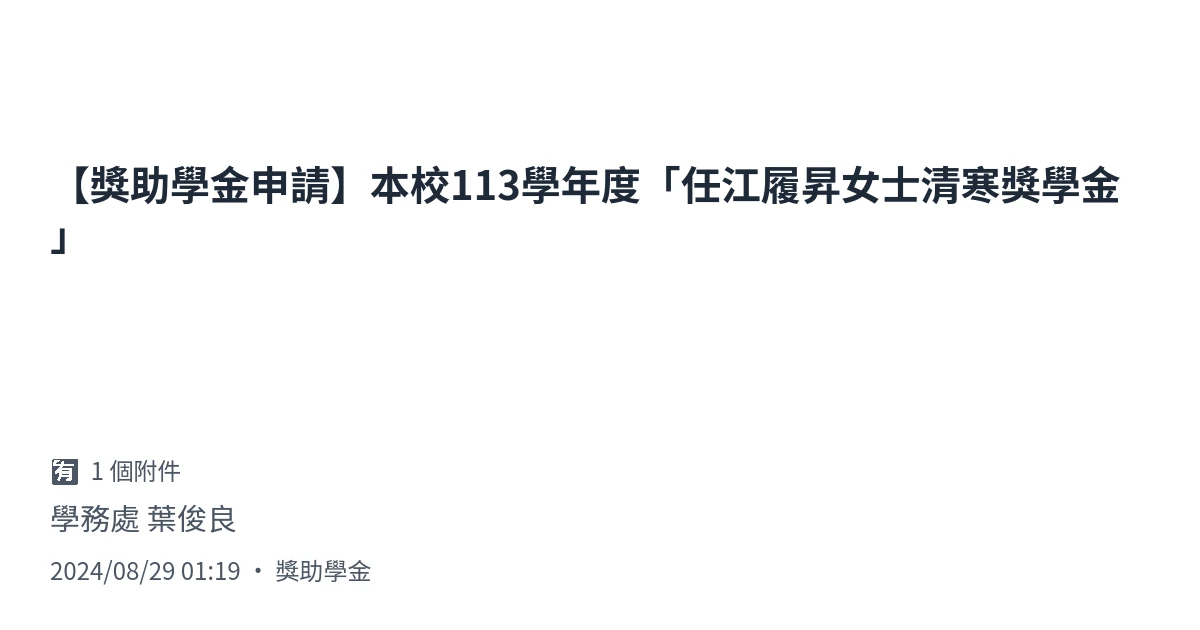 【獎助學金申請】本校113學年度「任江履昇女士清寒獎學金
」
🈶 1 個附件
學務處 葉俊良
2024/08/29 01:19 • 獎助學金